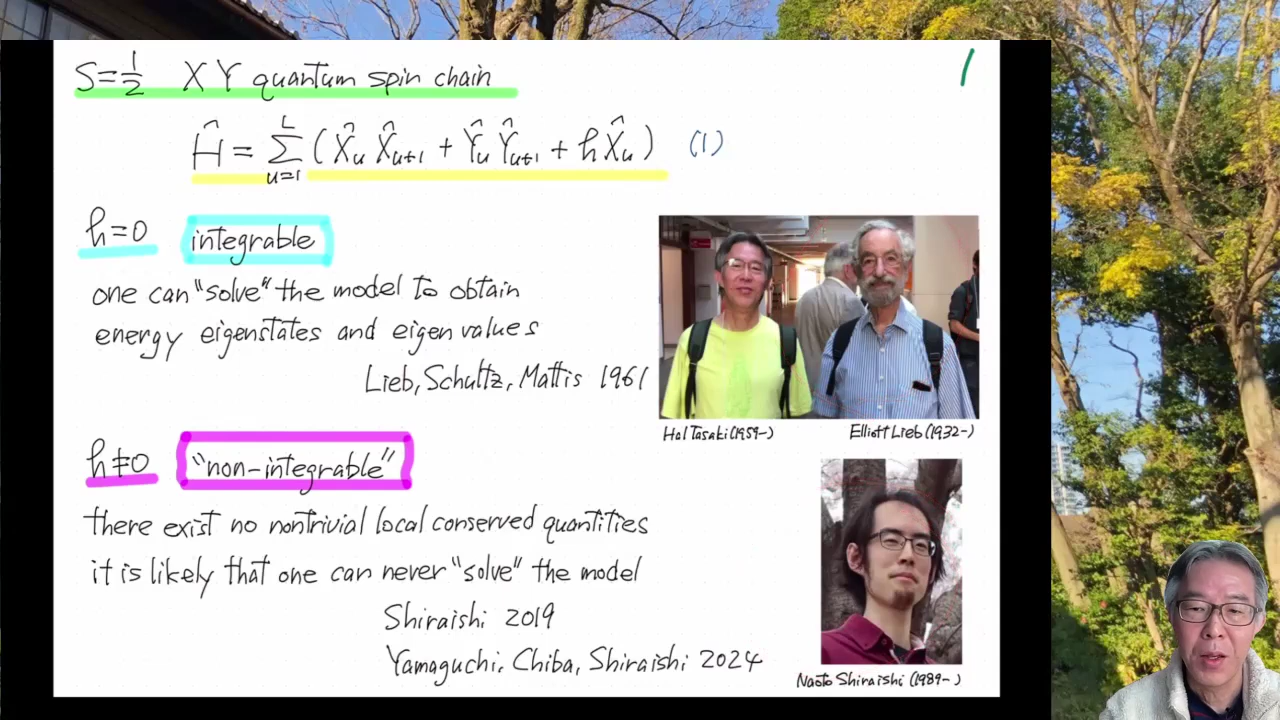 S=1/2 XY quantum spin chain
1
Ĥ = Σ_{u=1}^{L} (X̂_u X̂_{u+1} + Ŷ_u Ŷ_{u+1} + h X̂_u) (1)
h=0 integrable
one can "solve" the model to obtain
energy eigenstates and eigenvalues
Lieb, Schultz, Mattis 1961
Hal Tasaki (1959-) Elliott Lieb (1932-)
h≠0 "non-integrable"
there exist no nontrivial local conserved quantities
it is likely that one can never "solve" the model
Shiraishi 2019
Yamaguchi, Chiba, Shiraishi 2024
Naoto Shiraishi (1989-)